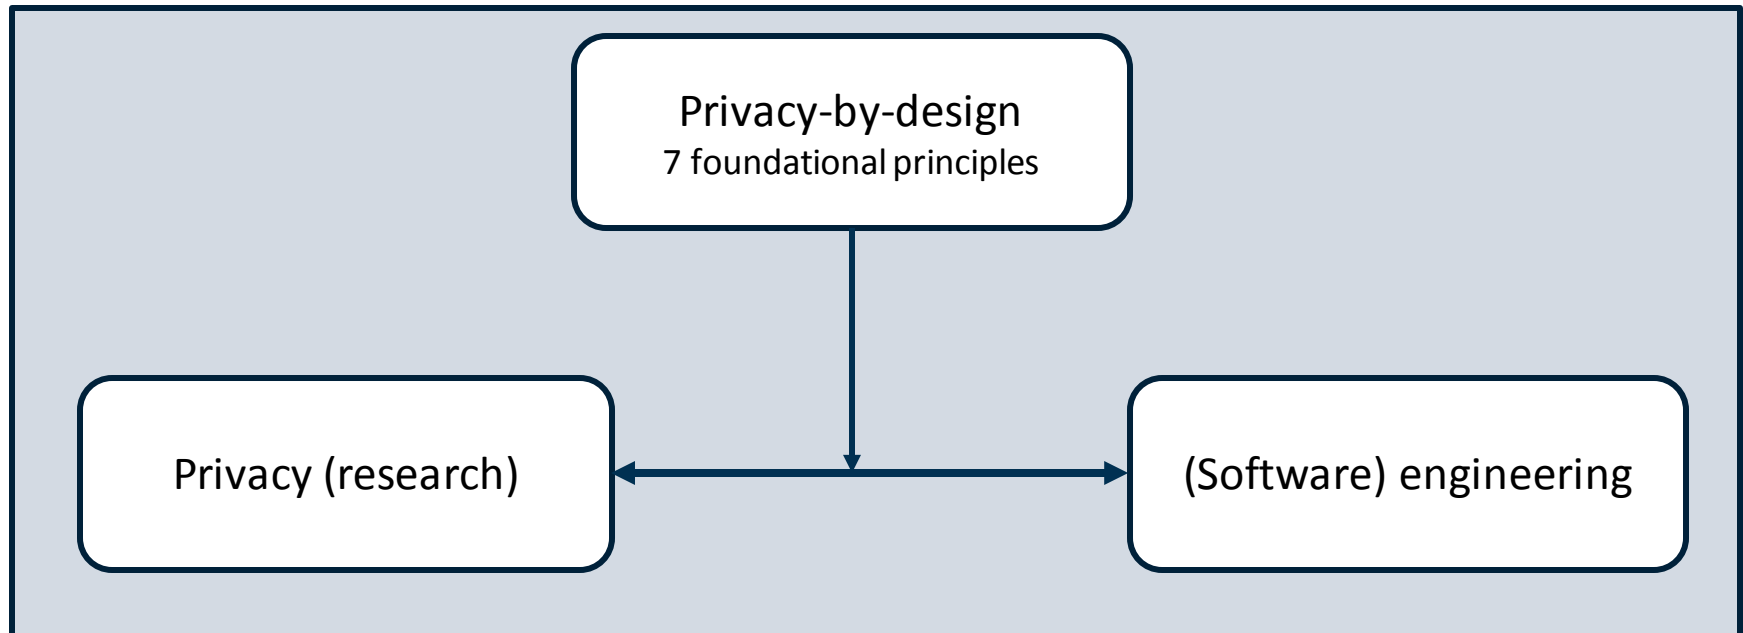 Privacy-by-design
7 foundational principles
Privacy (research)
(Software) engineering